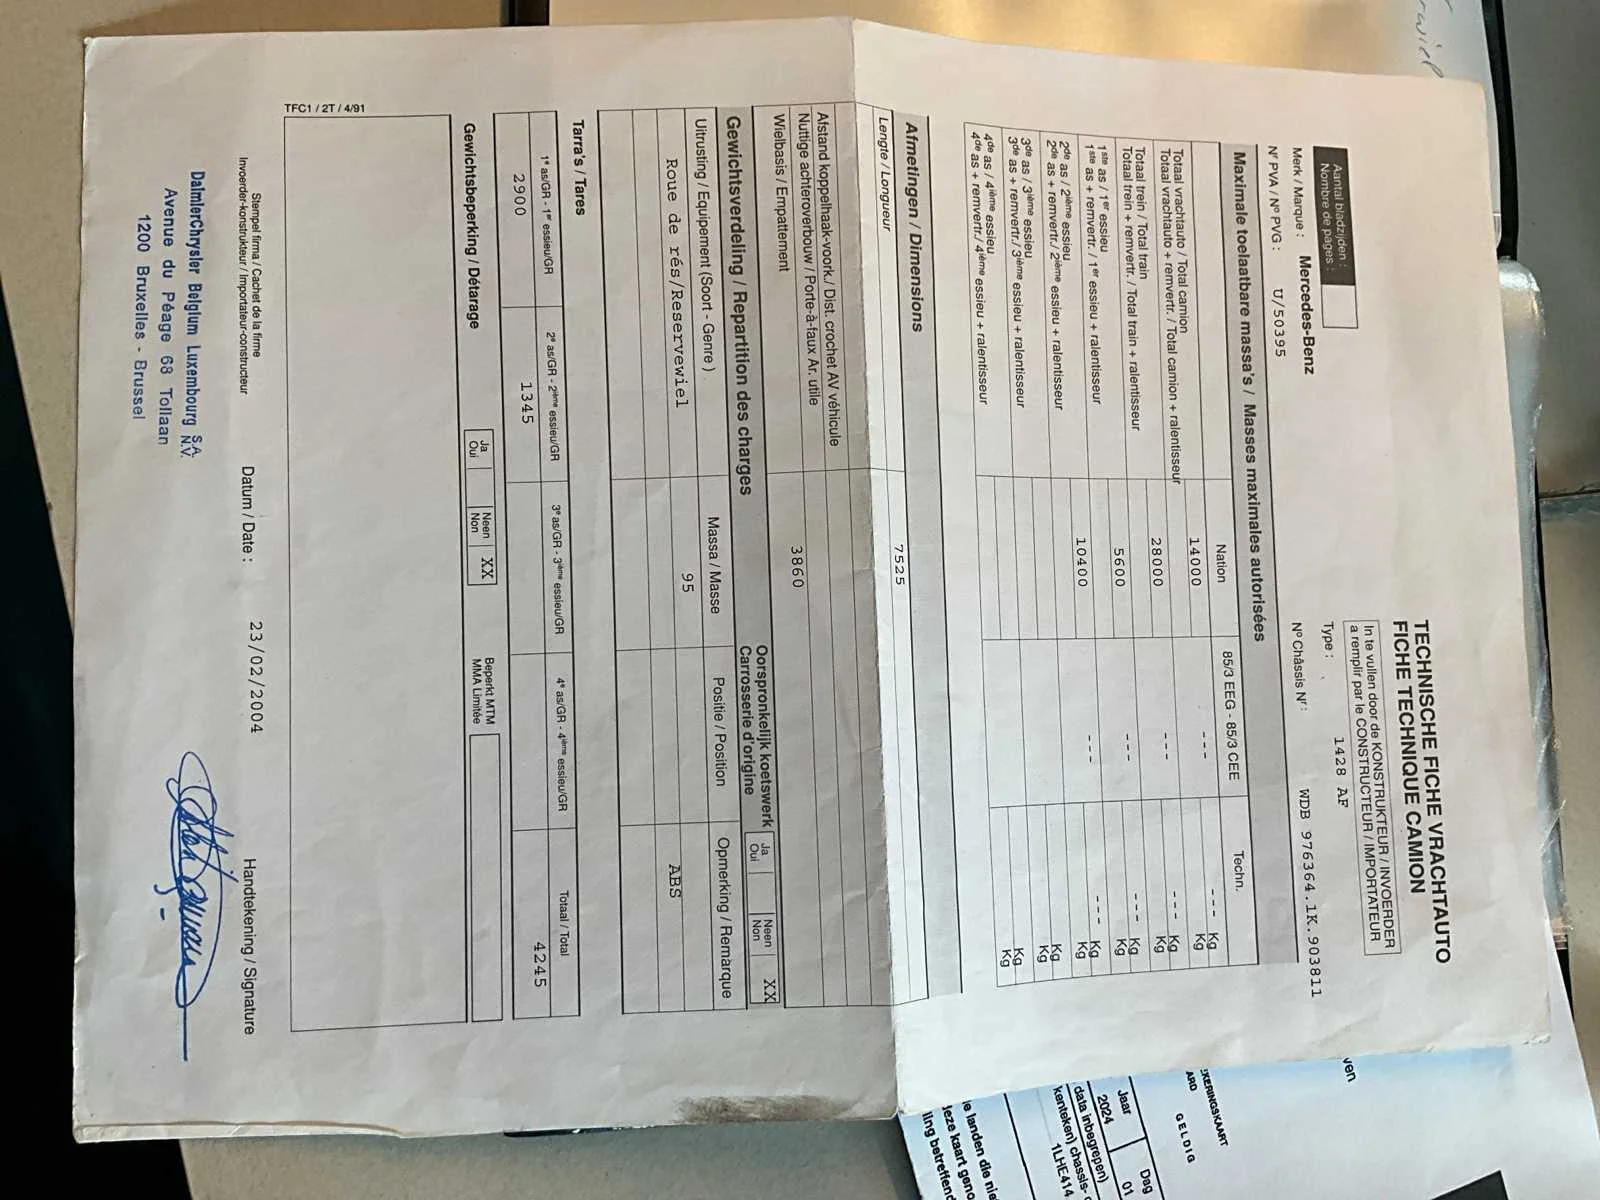 TECHNISCHE FICHE VRACHTAUTO
FICHE TECHNIQUE CAMION
In te vullen door de KONSTRUKTEUR / INVOERDER
a remplir par le CONSTRUCTEUR / IMPORTATEUR
Aantal bladzijden :
Nombre de pages :
Merk / Marque : Mercedes-Benz
Type : 1428 AF
N° PVA / N° PVG : U/50395
N° Châssis Nr : WDB 976364.1K.903811
Maximale toelaatbare massa's / Masses maximales autorisées
Nation 85/3 EEG - 85/3 CEE Techn.
Totaal vrachtauto / Total camion 14000 --- --- Kg
Totaal vrachtauto + remvertr. / Total camion + ralentisseur Kg
Totaal trein / Total train 28000 --- --- Kg
Totaal trein + remvertr. / Total train + ralentisseur Kg
1ste as / 1er essieu 5600 --- --- Kg
1ste as + remvertr. / 1er essieu + ralentisseur Kg
2de as / 2ième essieu 10400 --- --- Kg
2de as + remvertr./ 2ième essieu + ralentisseur Kg
3de as / 3ième essieu Kg
3de as + remvertr./ 3ième essieu + ralentisseur Kg
4de as / 4ième essieu Kg
4de as + remvertr./ 4ième essieu + ralentisseur Kg
Afmetingen / Dimensions
Lengte / Longueur 7525
Afstand koppelhaak-voork./ Dist. crochet AV véhicule
Nuttige achteroverbouw / Porte-à-faux Ar. utile
Wielbasis / Empattement 3860
Gewichtsverdeling / Repartition des charges
Oorspronkelijk koetswerk
Carrosserie d'origine
Ja
Oui
Neen
Non
XX
Uitrusting / Equipement (Soort - Genre) Massa / Masse Positie / Position Opmerking / Remarque
Roue de rés/Reservewiel 95 ABS
Tarra's / Tares
1e as/GR - 1er essieu/GR 2e as/GR - 2ième essieu/GR 3e as/GR - 3ième essieu/GR 4e as/GR - 4ième essieu/GR Totaal / Total
2900 1345 4245
Gewichtsbeperking / Détarage
Ja
Oui
Neen
Non
XX
Beperkt MTM
MMA Limitée
TFC1 / 2T / 4/91
Stempel firma / Cachet de la firme
Invoerder-konstrukteur / Importateur-constructeur
Datum / Date : 23/02/2004
Handtekening / Signature
DaimlerChrysler Belgium Luxembourg S.A. N.V.
Avenue du Péage 68 Tollaan
1200 Bruxelles - Brussel
GELDIG
Jaar
Dag
2024
01
data inbegrepen)
kenteken) chassis-
1LHE414